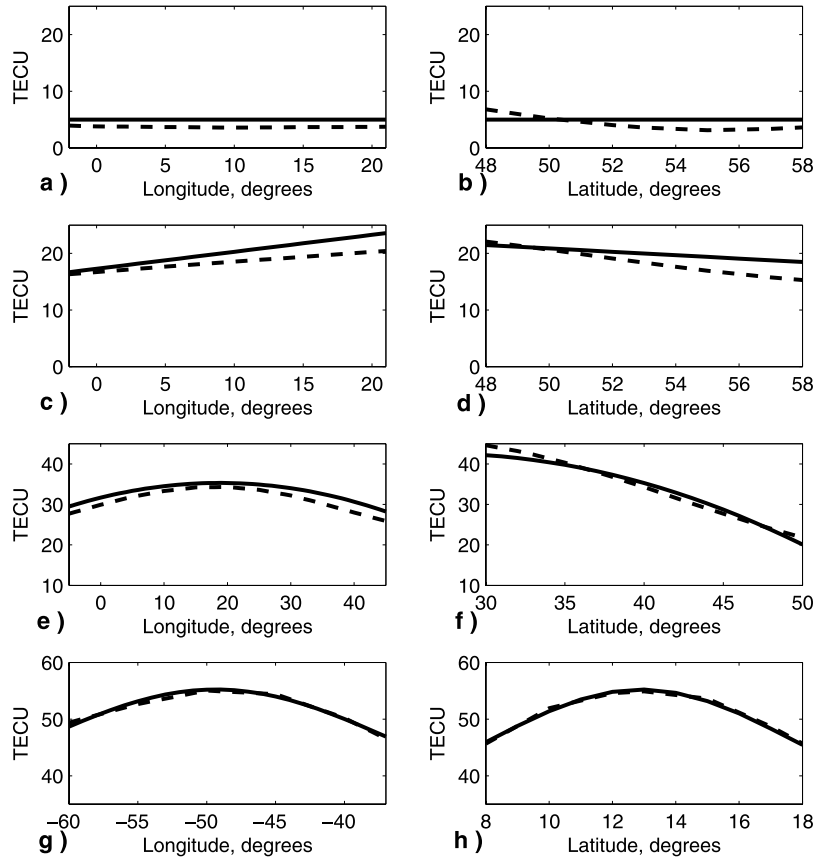 TECU
20
10
0
0
5
10
15
20
a )
Longitude, degrees
TECU
20
10
0
48
50
52
54
56
58
b )
Latitude, degrees
TECU
20
10
0
0
5
10
15
20
c )
Longitude, degrees
TECU
20
10
0
48
50
52
54
56
58
d )
Latitude, degrees
TECU
40
30
20
10
0
10
20
30
40
e )
Longitude, degrees
TECU
40
30
20
10
30
35
40
45
50
f )
Latitude, degrees
TECU
60
50
40
−60
−55
−50
−45
−40
g )
Longitude, degrees
TECU
60
50
40
8
10
12
14
16
18
h )
Latitude, degrees